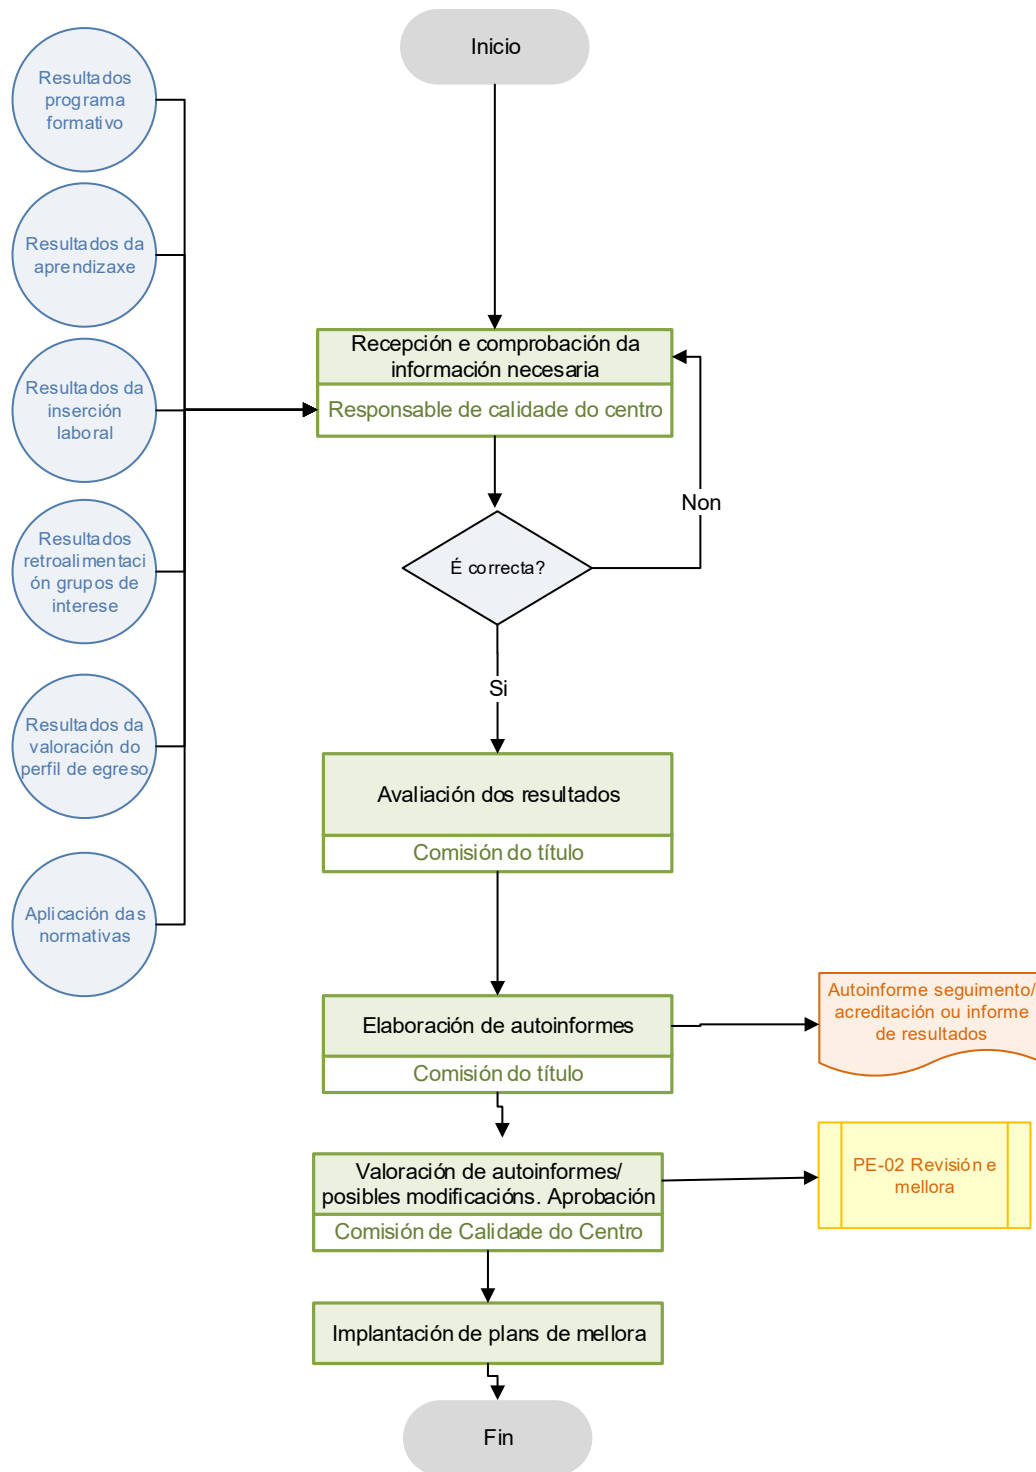 Inicio
Resultados
programa
formativo
Resultados da
aprendizaxe
Resultados da
inserción
laboral
Resultados
retroalimentaci
ón grupos de
interese
Resultados da
valoración do
perfil de egreso
Aplicación das
normativas
Recepción e comprobación da
información necesaria
Responsable de calidade do centro
Non
É correcta?
Si
Avaliación dos resultados
Comisión do título
Elaboración de autoinformes
Comisión do título
Autoinforme seguimento/
acreditación ou informe
de resultados
Valoración de autoinformes/
posibles modificacións. Aprobación
Comisión de Calidade do Centro
PE-02 Revisión e
mellora
Implantación de plans de mellora
Fin